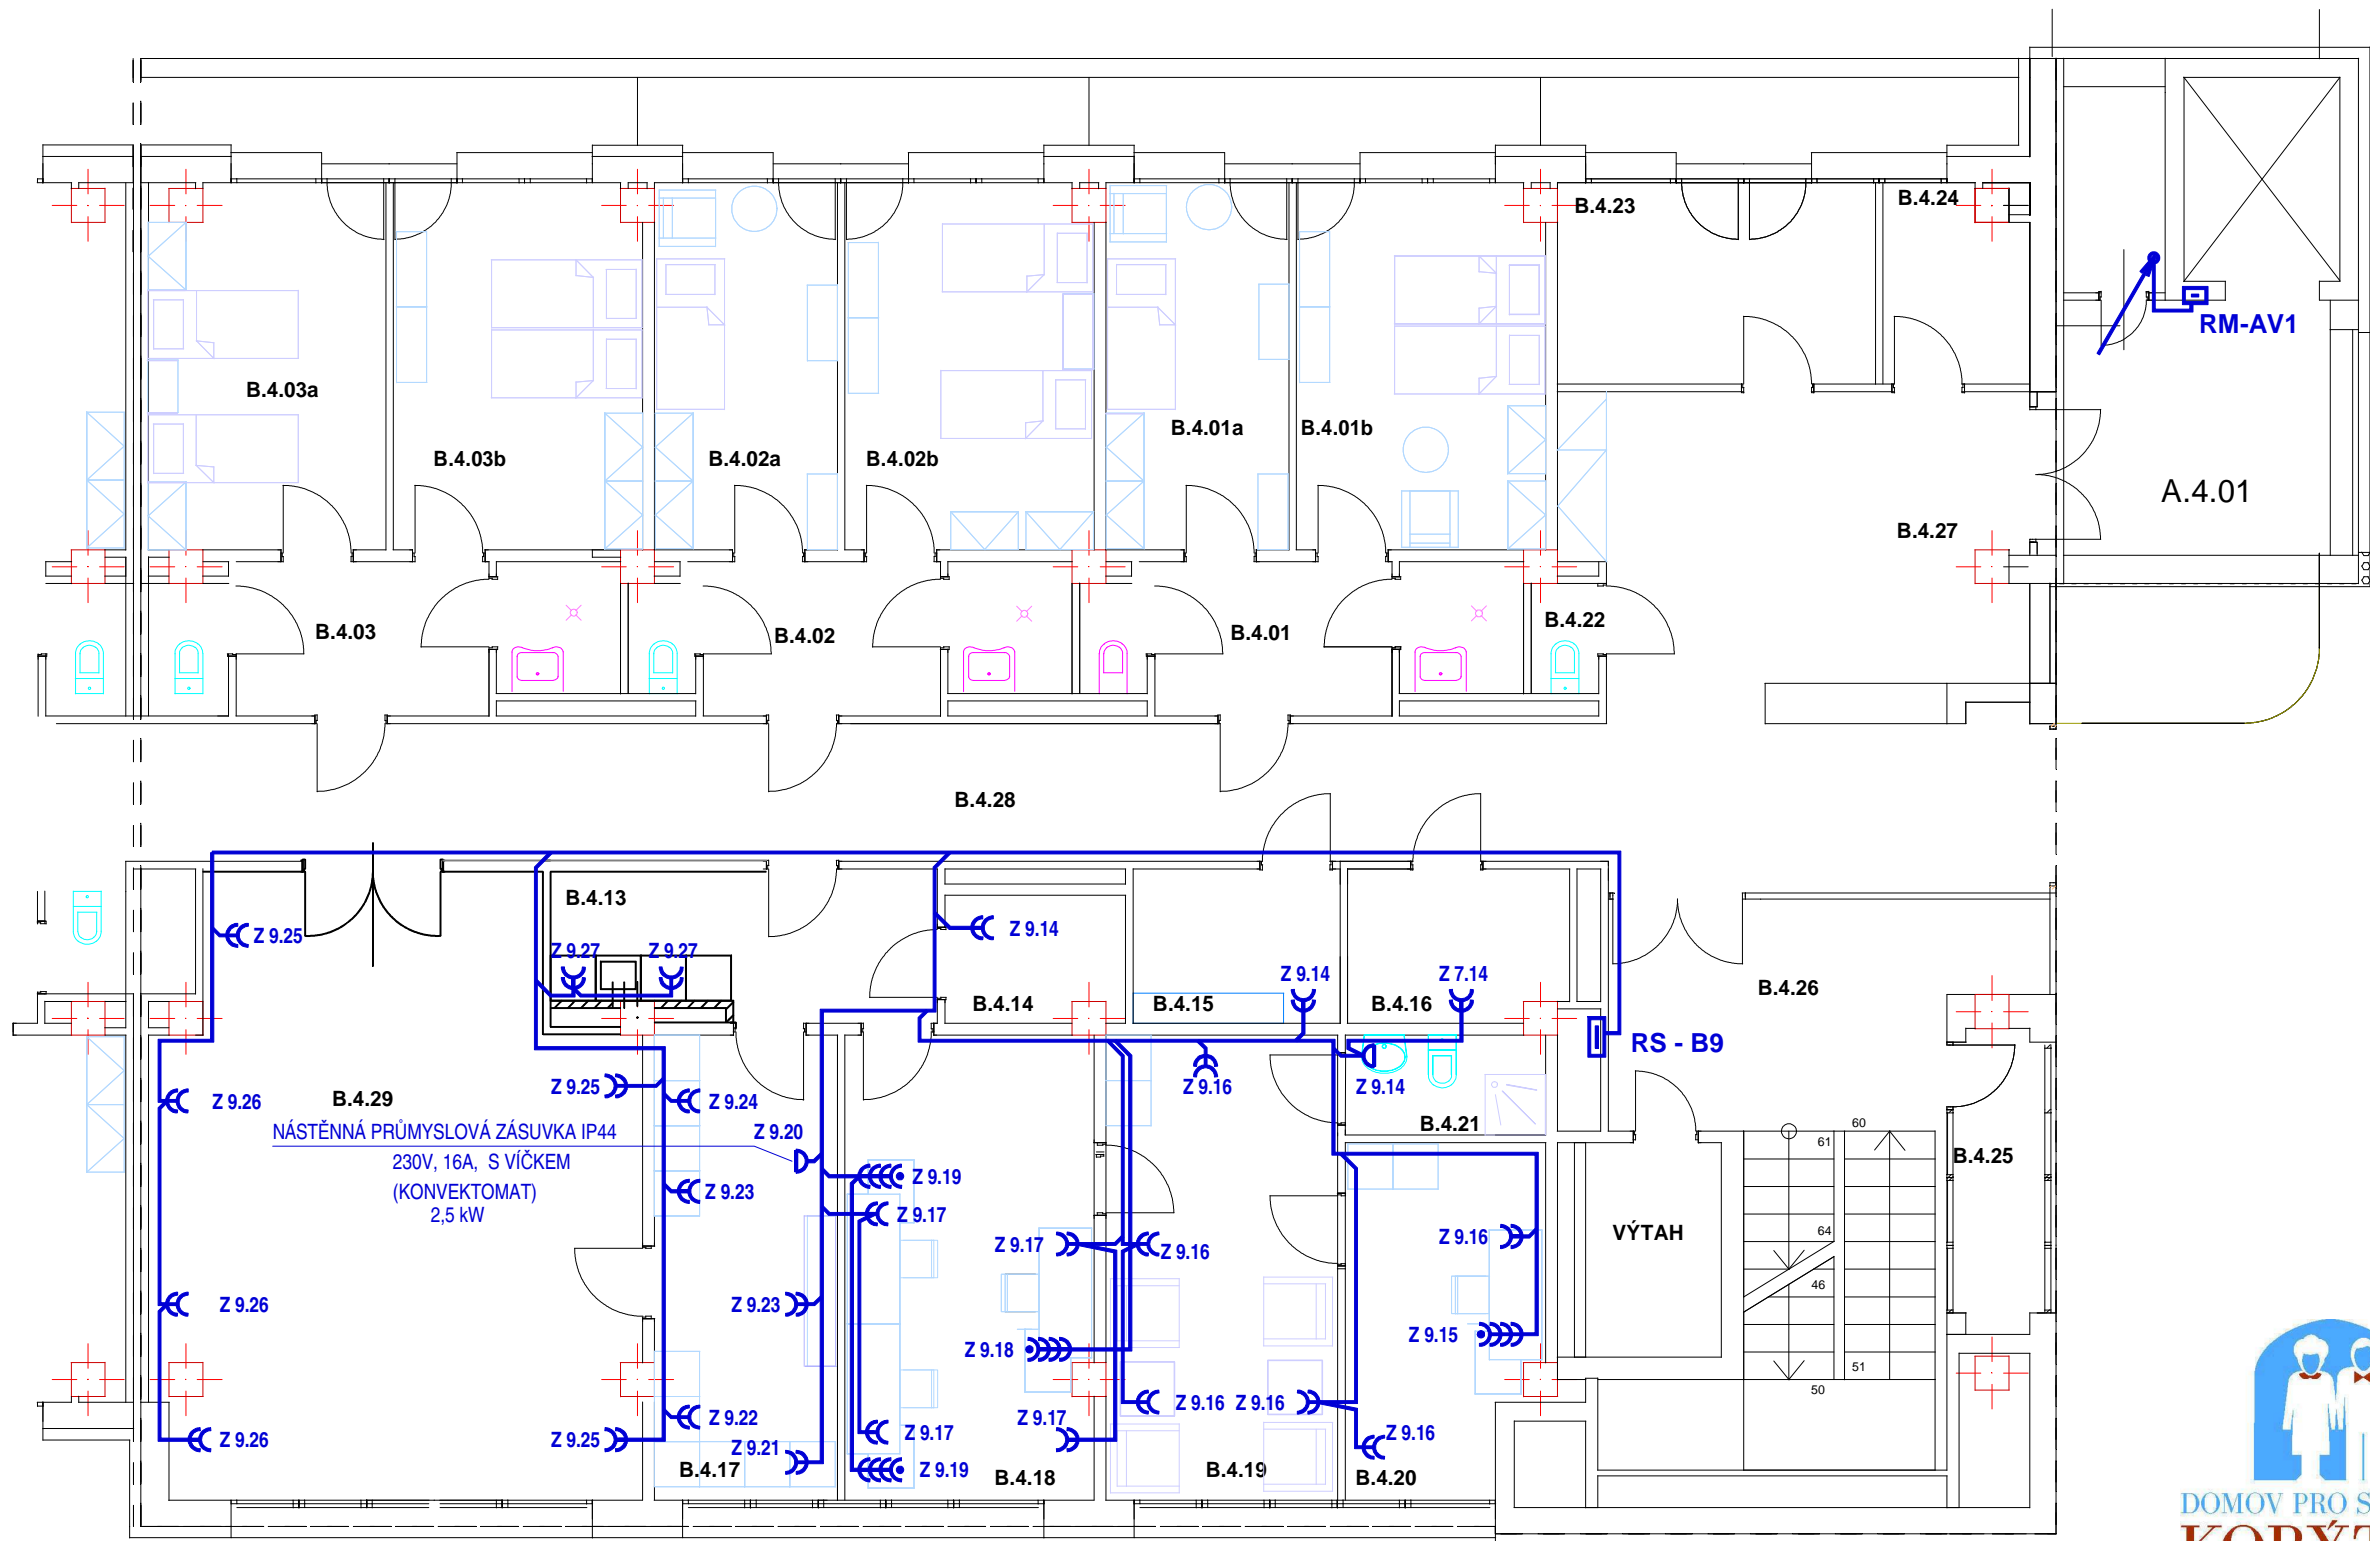 B.4.23
B.4.24
RM-AV1
B.4.03a
B.4.03b
B.4.02a
B.4.02b
B.4.01a
B.4.01b
A.4.01
B.4.27
B.4.03
B.4.02
B.4.01
B.4.22
B.4.28
B.4.13
Z 9.25
Z 9.27
Z 9.27
Z 9.14
Z 9.14
Z 7.14
B.4.14
B.4.15
B.4.16
B.4.26
RS - B9
Z 9.25
Z 9.16
Z 9.14
Z 9.26
B.4.29
Z 9.24
B.4.21
60
61
NÁSTĚNNÁ PRŮMYSLOVÁ ZÁSUVKA IP44
Z 9.20
230V, 16A, S VÍČKEM
(KONVEKTOMAT)
2,5 kW
B.4.25
Z 9.19
Z 9.23
Z 9.17
Z 9.17
Z 9.16
Z 9.16
VÝTAH
64
46
Z 9.26
Z 9.23
Z 9.18
Z 9.15
51
50
Z 9.22
Z 9.16
Z 9.16
Z 9.17
Z 9.17
Z 9.16
Z 9.26
Z 9.25
Z 9.21
Z 9.19
B.4.17
B.4.18
B.4.19
B.4.20
DOMOV PRO S
KORÝT